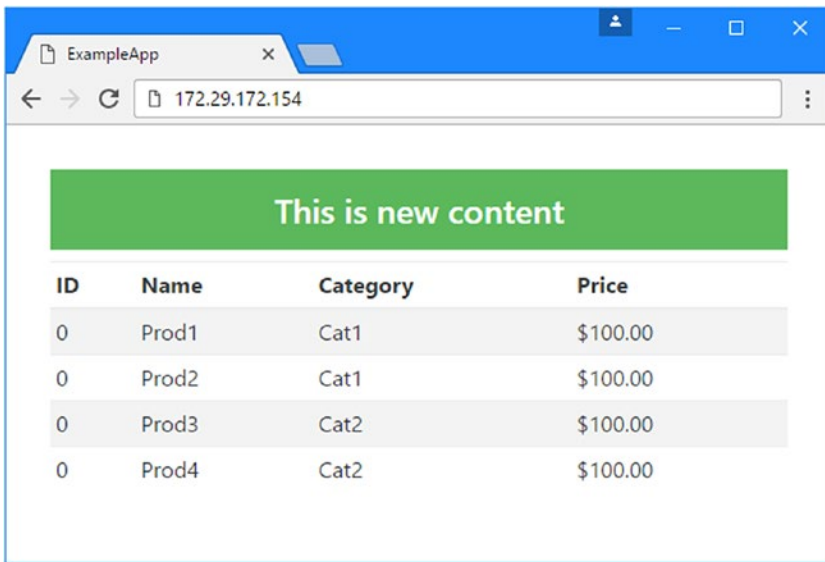 ExampleApp
172.29.172.154
This is new content
ID Name Category Price
0 Prod1 Cat1 $100.00
0 Prod2 Cat1 $100.00
0 Prod3 Cat2 $100.00
0 Prod4 Cat2 $100.00